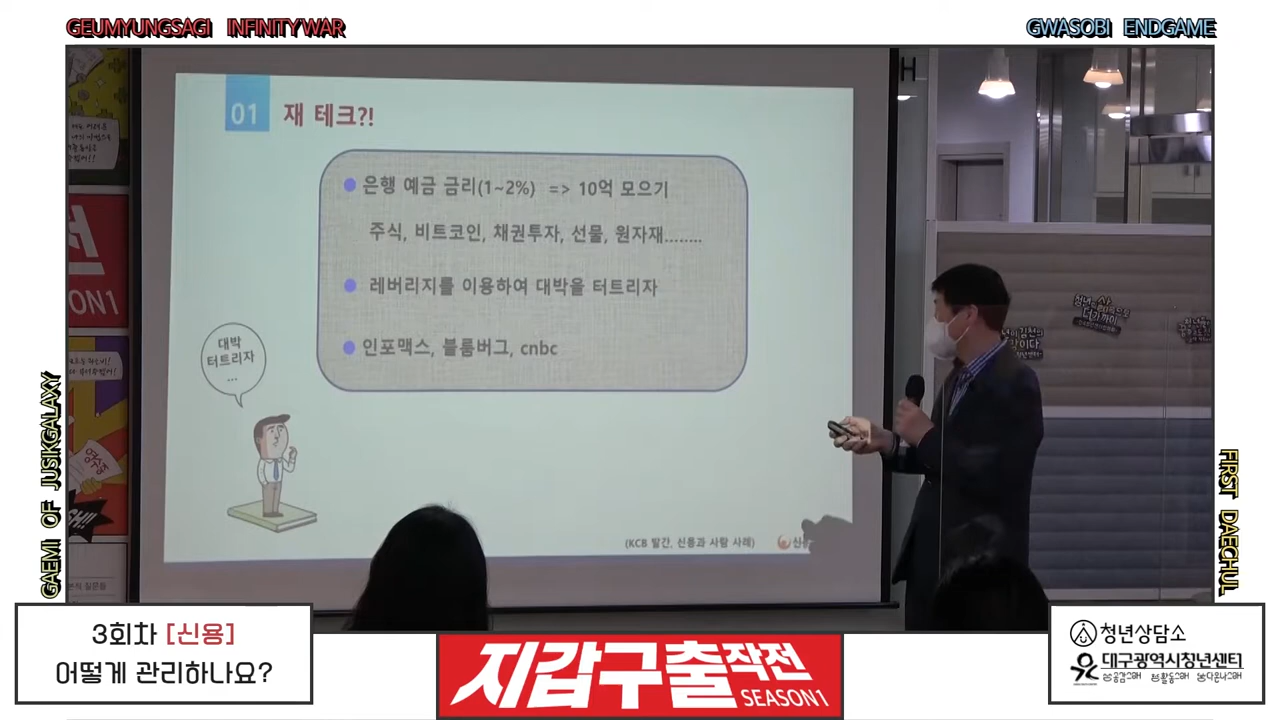 GEUMYUNGSAGI INFINITYWAR
GWASOBI ENDGAME
01 재 테크?!
은행 예금 금리(1~2%) => 10억 모으기
주식, 비트코인, 채권투자, 선물, 원자재........
레버리지를 이용하여 대박을 터트리자
인포맥스, 블룸버그, cnbc
대박
터트리자
...
(KCB 발간, 신용과 사람 사례)
GAEMI OF JUSIKGALAXY
FIRST DAECHUL
H
ON1
영수증
3회차 [신용]
어떻게 관리하나요?
지갑구출작전
SEASON1
청년상담소
대구광역시청년센터